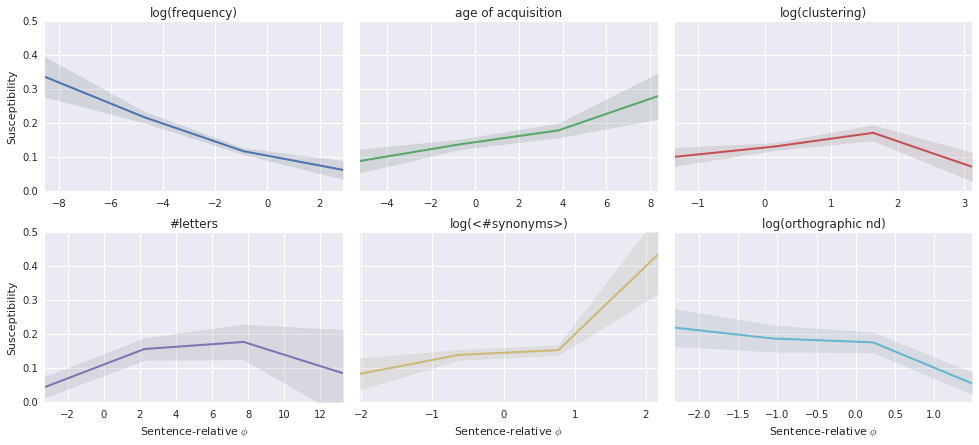 log(frequency)
age of acquisition
log(clustering)
Susceptibility
0.5
0.4
0.3
0.2
0.1
0.0
−8 −6 −4 −2 0 2
−4 −2 0 2 4 6 8
−1 0 1 2 3
#letters
log(<#synonyms>)
log(orthographic nd)
Susceptibility
0.5
0.4
0.3
0.2
0.1
0.0
−2 0 2 4 6 8 10 12
−2 −1 0 1 2
−2.0 −1.5 −1.0 −0.5 0.0 0.5 1.0
Sentence-relative ϕ
Sentence-relative ϕ
Sentence-relative ϕ